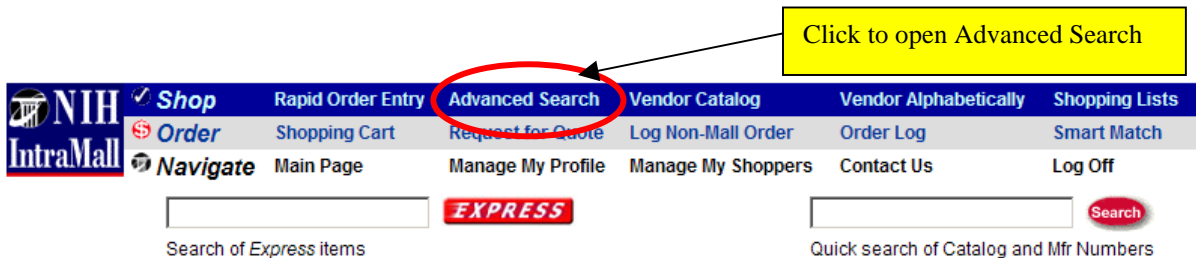 Click to open Advanced Search
NIH IntraMall
Shop Rapid Order Entry Advanced Search Vendor Catalog Vendor Alphabetically Shopping Lists
Order Shopping Cart Request for Quote Log Non-Mall Order Order Log Smart Match
Navigate Main Page Manage My Profile Manage My Shoppers Contact Us Log Off
EXPRESS Search
Search of Express items Quick search of Catalog and Mfr Numbers